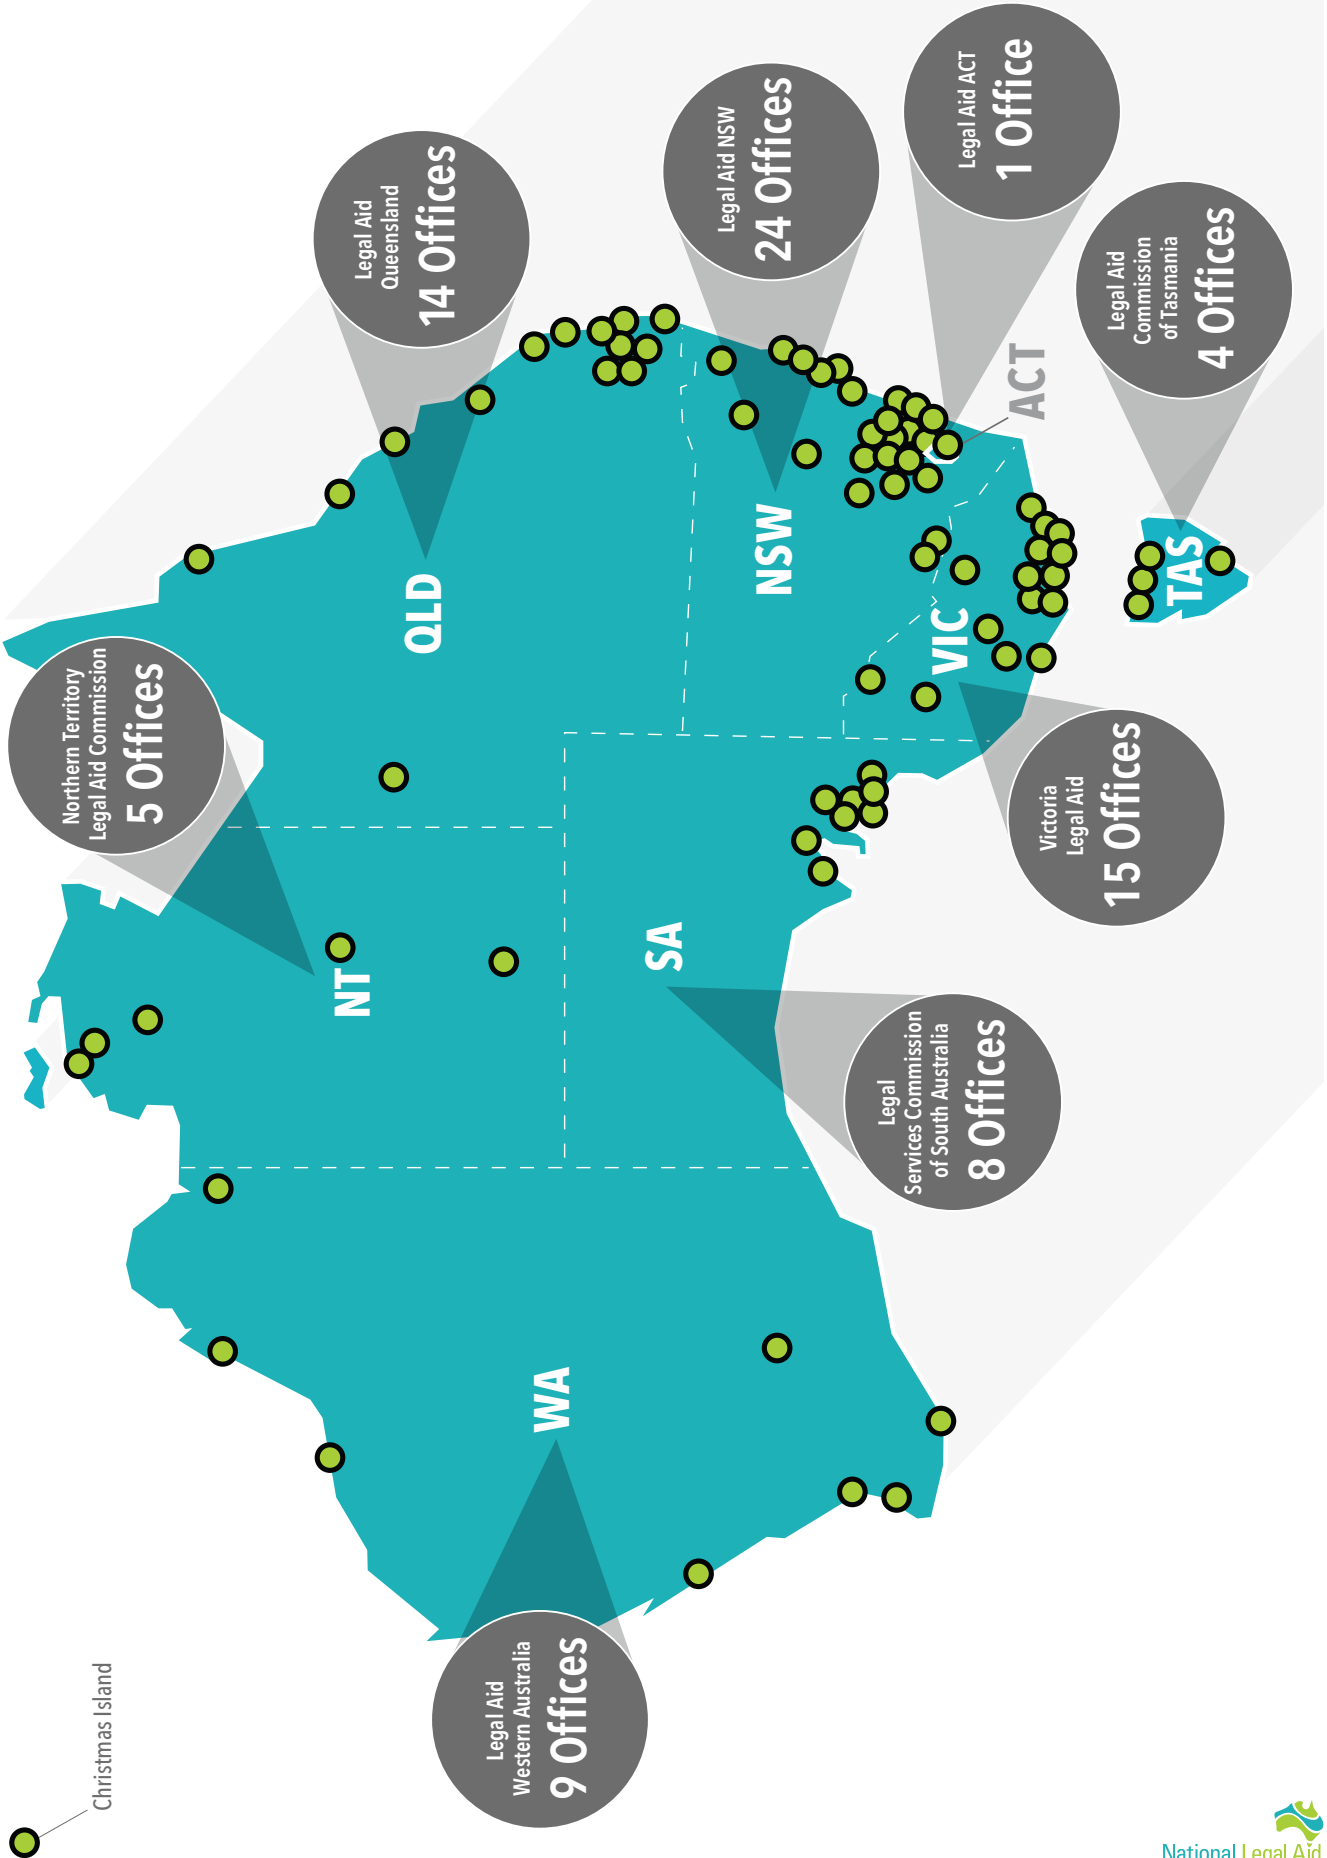 Christmas Island
Northern Territory
Legal Aid Commission
5 Offices
Legal Aid
Queensland
14 Offices
Legal Aid
Western Australia
9 Offices
Legal Aid NSW
24 Offices
Legal
Services Commission
of South Australia
8 Offices
Legal Aid ACT
1 Office
Victoria
Legal Aid
15 Offices
Legal Aid
Commission
of Tasmania
4 Offices
NT
QLD
WA
SA
NSW
VIC
ACT
TAS
National Legal Aid